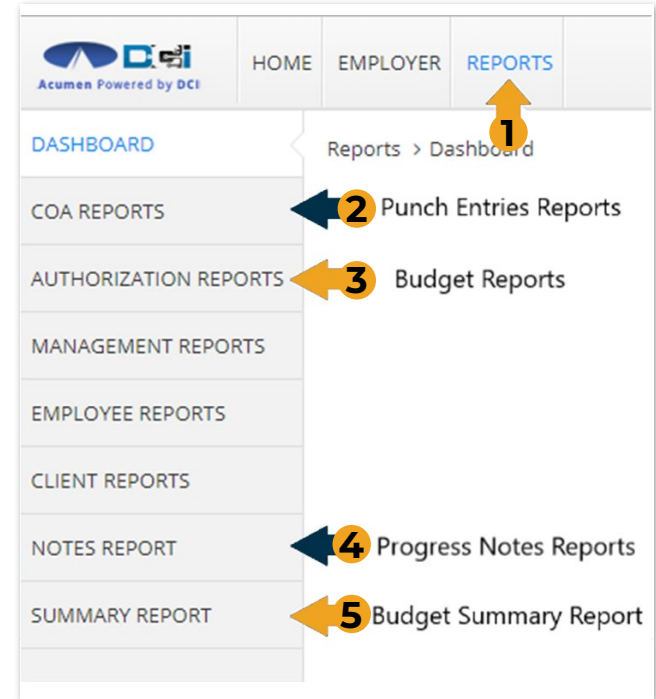 DCi
Acumen Powered by DCI
HOME EMPLOYER REPORTS
1
DASHBOARD
Reports > Dashboard
COA REPORTS
2 Punch Entries Reports
AUTHORIZATION REPORTS
3 Budget Reports
MANAGEMENT REPORTS
EMPLOYEE REPORTS
CLIENT REPORTS
NOTES REPORT
4 Progress Notes Reports
SUMMARY REPORT
5 Budget Summary Report